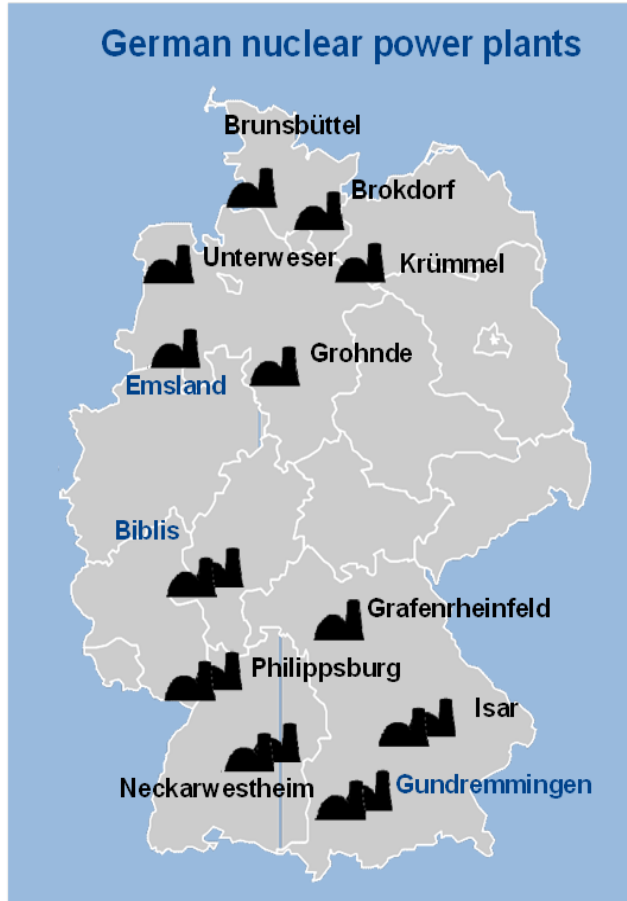 German nuclear power plants
Brunsbüttel
Brokdorf
Unterweser
Krümmel
Grohnde
Emsland
Biblis
Grafenrheinfeld
Philippsburg
Isar
Neckarwestheim
Gundremmingen